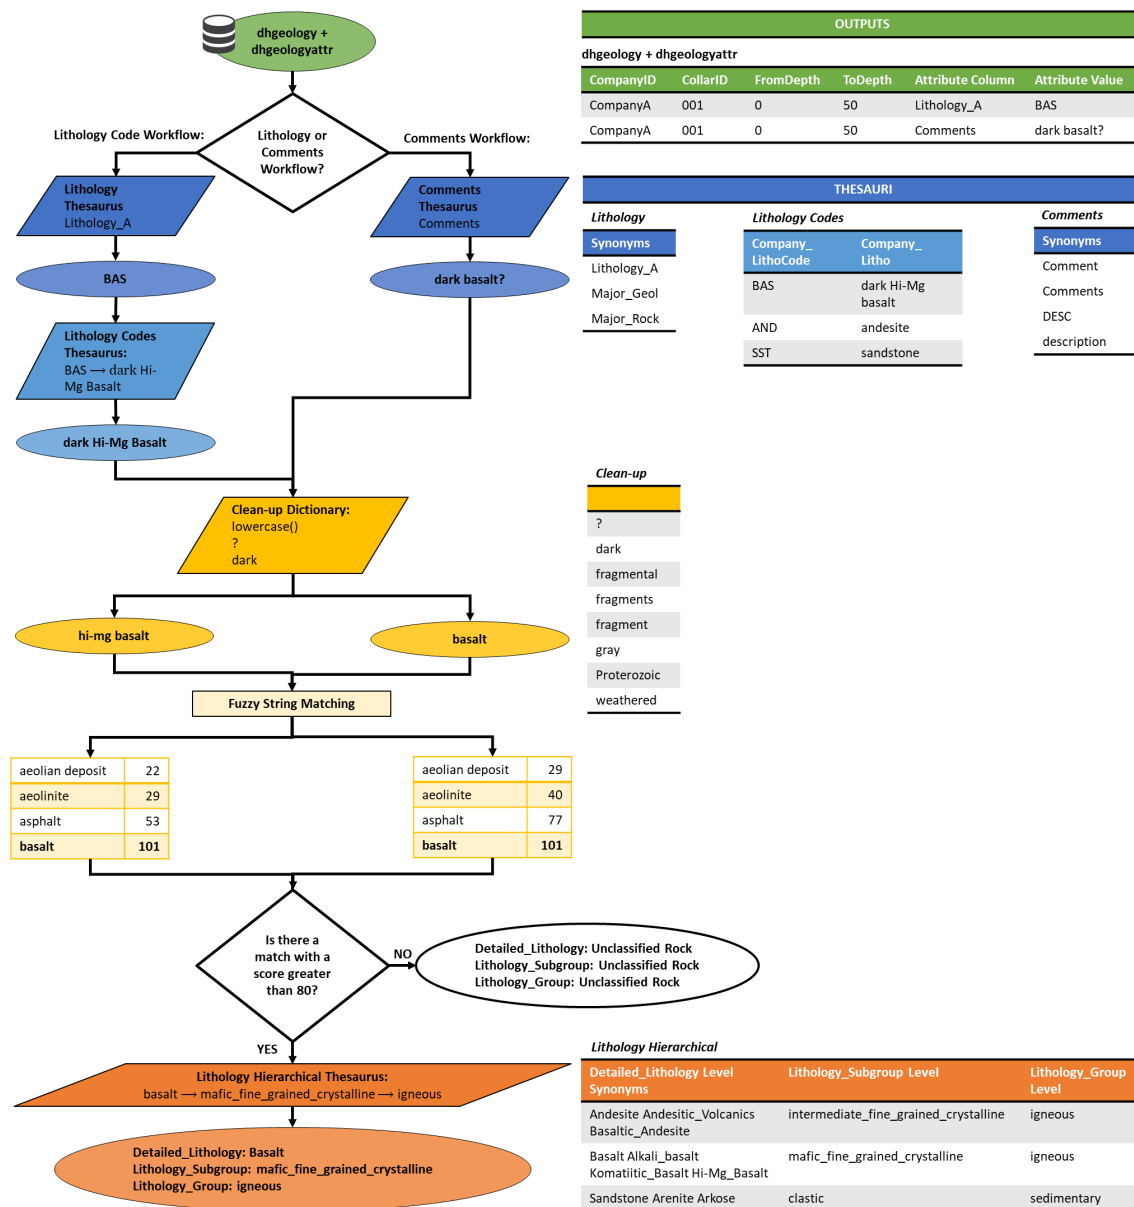 dhgeology +
dhgeologyattr
Lithology Code Workflow:
Lithology or
Comments
Workflow?
Comments Workflow:
Lithology
Thesaurus
Lithology_A
Comments
Thesaurus
Comments
BAS
dark basalt?
Lithology Codes
Thesaurus:
BAS → dark Hi-
Mg Basalt
dark Hi-Mg Basalt
Clean-up Dictionary:
lowercase()
?
dark
hi-mg basalt
basalt
Fuzzy String Matching
aeolian deposit 22
aeolinite 29
asphalt 53
basalt 101
aeolian deposit 29
aeolinite 40
asphalt 77
basalt 101
Is there a
match with a
score greater
than 80?
NO
Detailed_Lithology: Unclassified Rock
Lithology_Subgroup: Unclassified Rock
Lithology_Group: Unclassified Rock
YES
Lithology Hierarchical Thesaurus:
basalt → mafic_fine_grained_crystalline → igneous
Detailed_Lithology: Basalt
Lithology_Subgroup: mafic_fine_grained_crystalline
Lithology_Group: igneous
OUTPUTS
dhgeology + dhgeologyattr
CompanyID CollarID FromDepth ToDepth Attribute Column Attribute Value
CompanyA 001 0 50 Lithology_A BAS
CompanyA 001 0 50 Comments dark basalt?
THESAURI
Lithology
Synonyms
Lithology_A
Major_Geol
Major_Rock
Lithology Codes
Company_ Company_
LithoCode Litho
BAS dark Hi-Mg
basalt
AND andesite
SST sandstone
Comments
Synonyms
Comment
Comments
DESC
description
Clean-up
?
dark
fragmental
fragments
fragment
gray
Proterozoic
weathered
Lithology Hierarchical
Detailed_Lithology Level Lithology_Subgroup Level Lithology_Group
Synonyms Level
Andesite Andesitic_Volcanics intermediate_fine_grained_crystalline igneous
Basaltic_Andesite
Basalt Alkali_basalt mafic_fine_grained_crystalline igneous
Komatiitic_Basalt Hi-Mg_Basalt
Sandstone Arenite Arkose clastic sedimentary